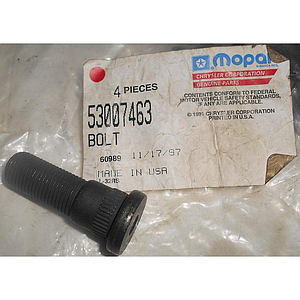 Mopar
CHRYSLER CORPORATION
GENUINE PARTS
CONTENTS CONFORM TO FEDERAL
MOTOR VEHICLE SAFETY STANDARDS,
IF ANY ARE APPLICABLE.
© 1991 CHRYSLER CORPORATION
PRINTED IN U.S.A.
4 PIECES
53007463
BOLT
60989 11/17/97
MADE IN USA